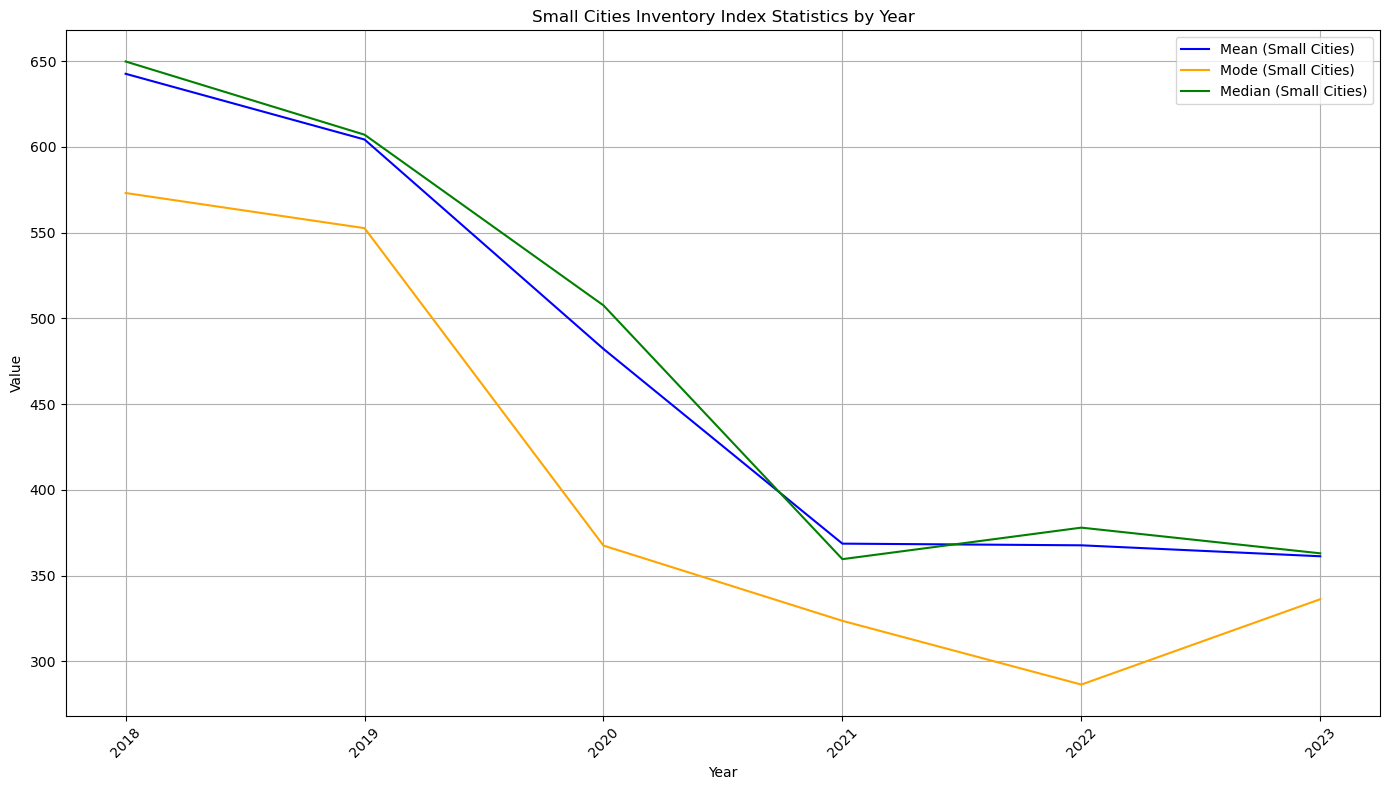 Small Cities Inventory Index Statistics by Year
Mean (Small Cities)
Mode (Small Cities)
Median (Small Cities)
650
600
550
500
450
400
350
300
Value
2018
2019
2020
2021
2022
2023
Year